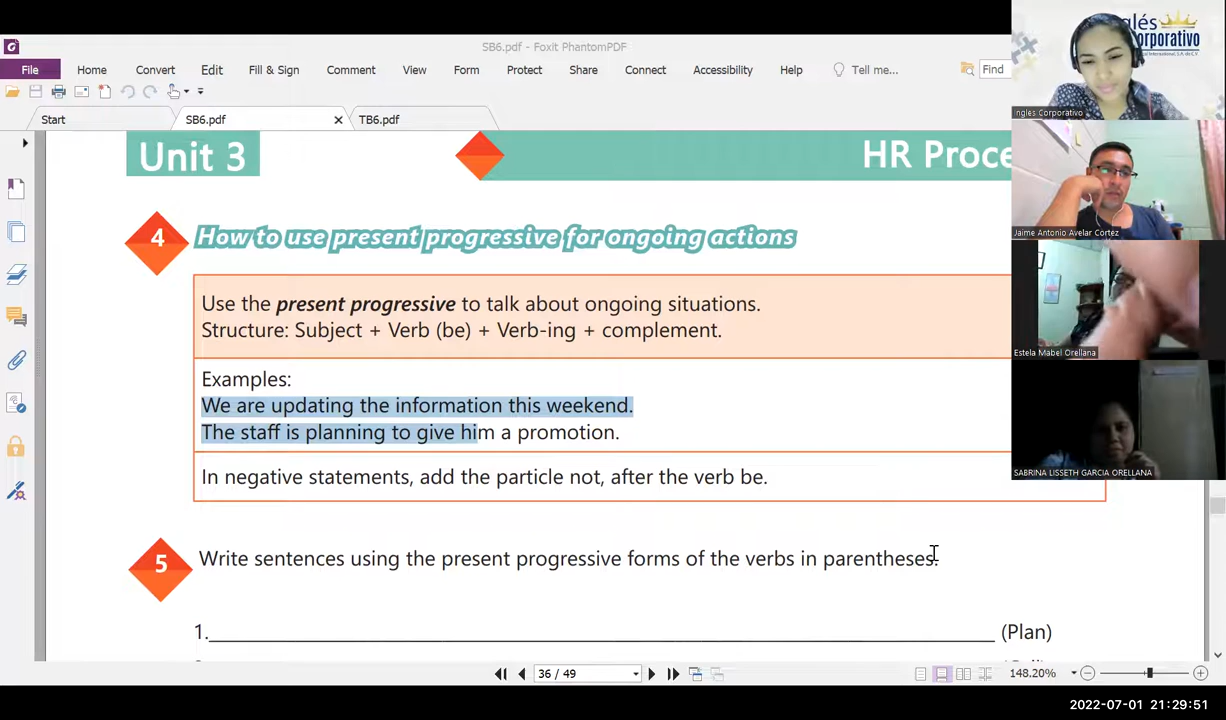 SB6.pdf - Foxit PhantomPDF
File Home Convert Edit Fill & Sign Comment View Form Protect Share Connect Accessibility Help Tell me... Find
Start SB6.pdf TB6.pdf
Unit 3
HR Proce
4 How to use present progressive for ongoing actions
Use the present progressive to talk about ongoing situations.
Structure: Subject + Verb (be) + Verb-ing + complement.
Examples:
We are updating the information this weekend.
The staff is planning to give him a promotion.
In negative statements, add the particle not, after the verb be.
5 Write sentences using the present progressive forms of the verbs in parentheses.
1. (Plan)
36 / 49
148.20%
glés
orporativo
Ingles Corporativo
Jaime Antonio Avelar Cortez
Estela Mabel Orellana
SABRINA LISSETH GARCIA ORELLANA
2022-07-01 21:29:51